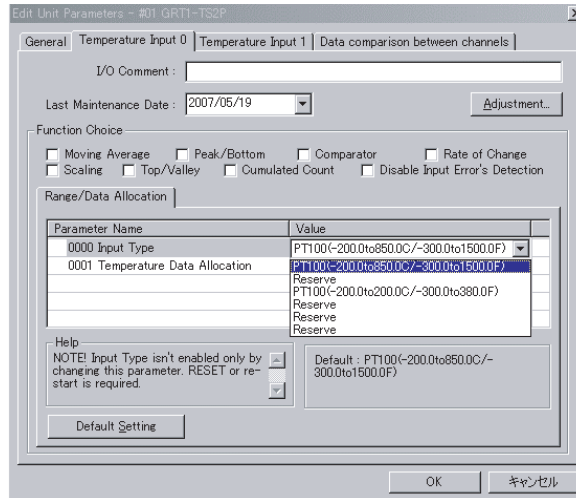 Edit Unit Parameters - #01 GRT1-TS2P
General
Temperature Input 0
Temperature Input 1
Data comparison between channels
I/O Comment :
Last Maintenance Date : 2007/05/19
Adjustment...
Function Choice
Moving Average Peak/Bottom Comparator Rate of Change
Scaling Top/Valley Cumulated Count Disable Input Error's Detection
Range/Data Allocation
Parameter Name Value
0000 Input Type PT100(-200.0to850.0C/-300.0to1500.0F)
0001 Temperature Data Allocation PT100(-200.0to850.0C/-300.0to1500.0F)
Reserve
PT100(-200.0to200.0C/-300.0to380.0F)
Reserve
Reserve
Reserve
Help
NOTE! Input Type isn't enabled only by
changing this parameter. RESET or re-
start is required.
Default : PT100(-200.0to850.0C/-
300.0to1500.0F)
Default Setting
OK キャンセル